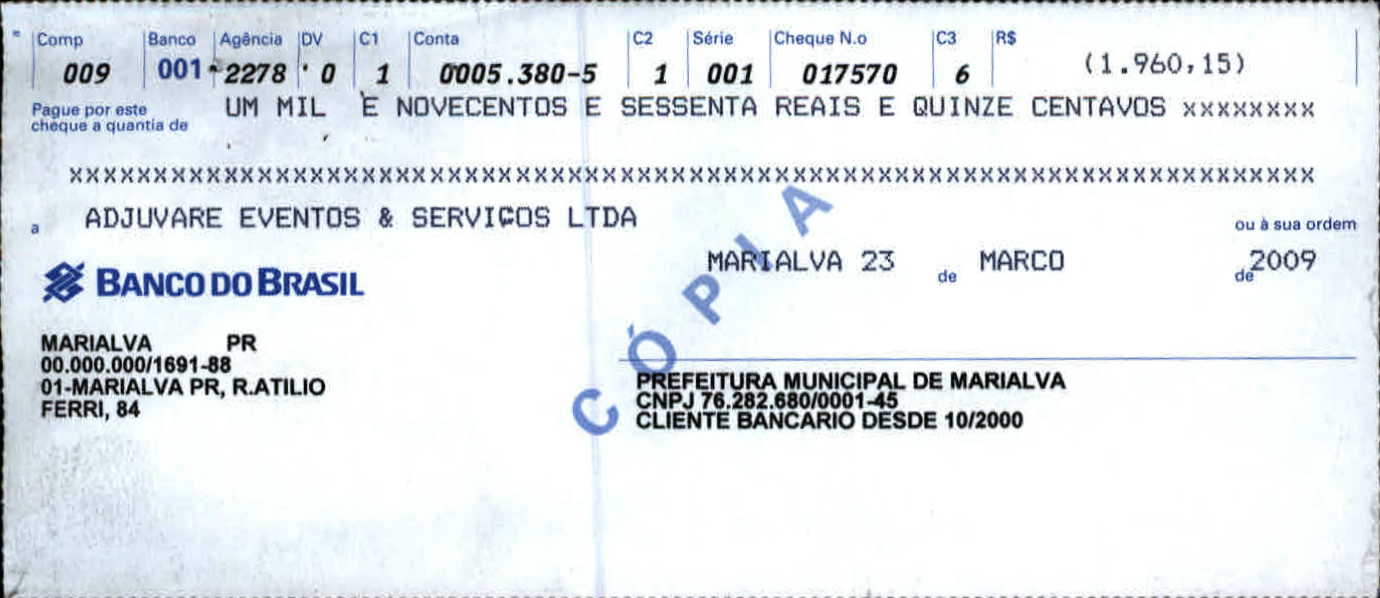 Comp Banco Agência DV C1 Conta C2 Série Cheque N.o C3 R$
009 001 2278 0 1 0005.380-5 1 001 017570 6 (1.960,15)
Pague por este
cheque a quantia de UM MIL E NOVECENTOS E SESSENTA REAIS E QUINZE CENTAVOS xxxxxxxx
xxxxxxxxxxxxxxxxxxxxxxxxxxxxxxxxxxxxxxxxxxxxxxxxxxxxxxxxxxxx
a ADJUVARE EVENTOS & SERVIÇOS LTDA ou à sua ordem
MARIALVA 23 de MARCO de 2009
BANCO DO BRASIL
CÓPIA
MARIALVA PR
00.000.000/1691-88
01-MARIALVA PR, R.ATILIO
FERRI, 84
PREFEITURA MUNICIPAL DE MARIALVA
CNPJ 76.282.680/0001-45
CLIENTE BANCARIO DESDE 10/2000